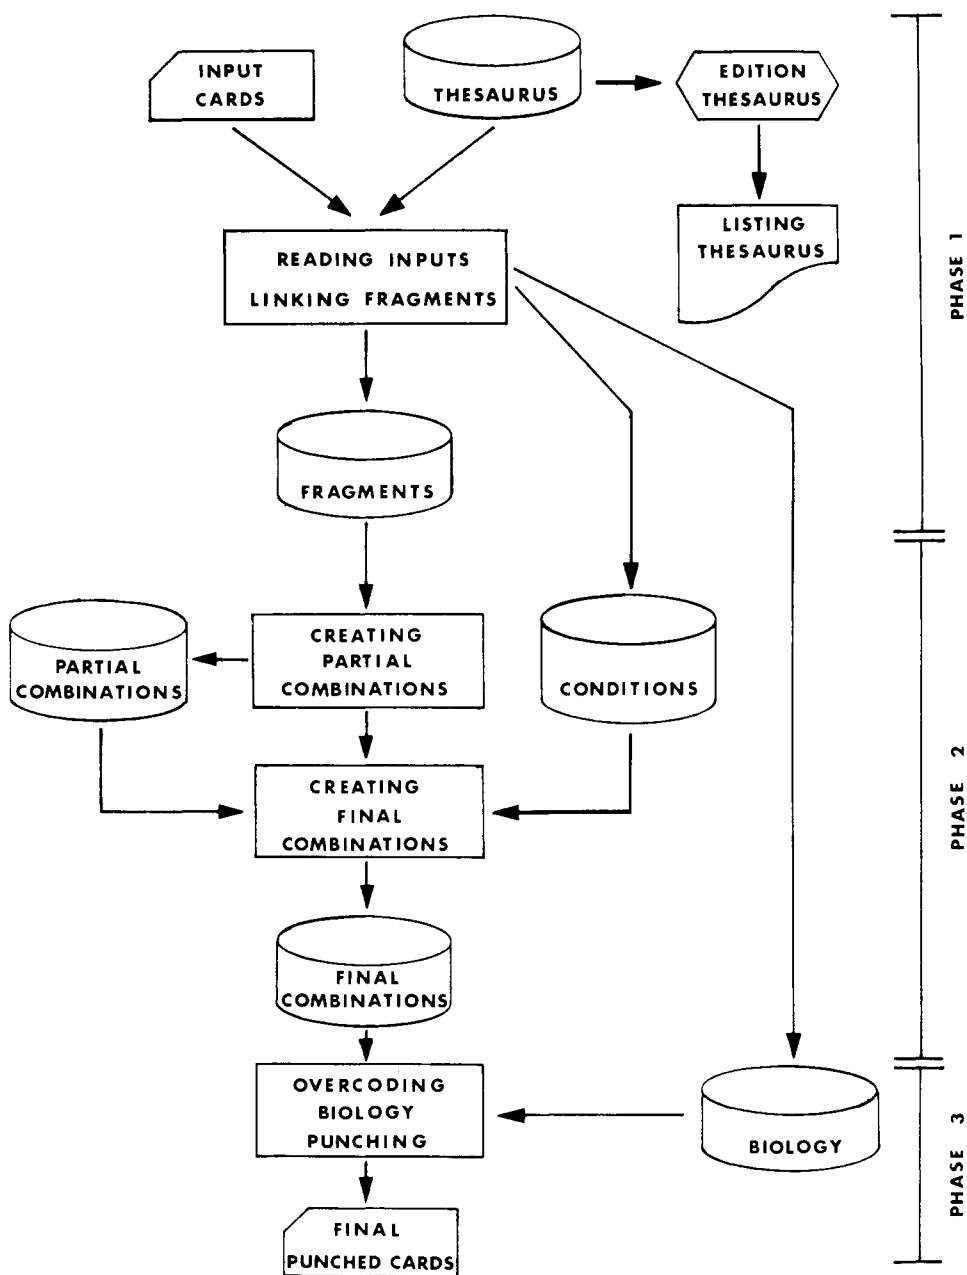 INPUT
CARDS
THESAURUS
EDITION
THESAURUS
LISTING
THESAURUS
READING INPUTS
LINKING FRAGMENTS
PHASE 1
FRAGMENTS
CREATING
PARTIAL
COMBINATIONS
PARTIAL
COMBINATIONS
CONDITIONS
CREATING
FINAL
COMBINATIONS
PHASE 2
FINAL
COMBINATIONS
OVERCODING
BIOLOGY
PUNCHING
BIOLOGY
PHASE 3
FINAL
PUNCHED CARDS